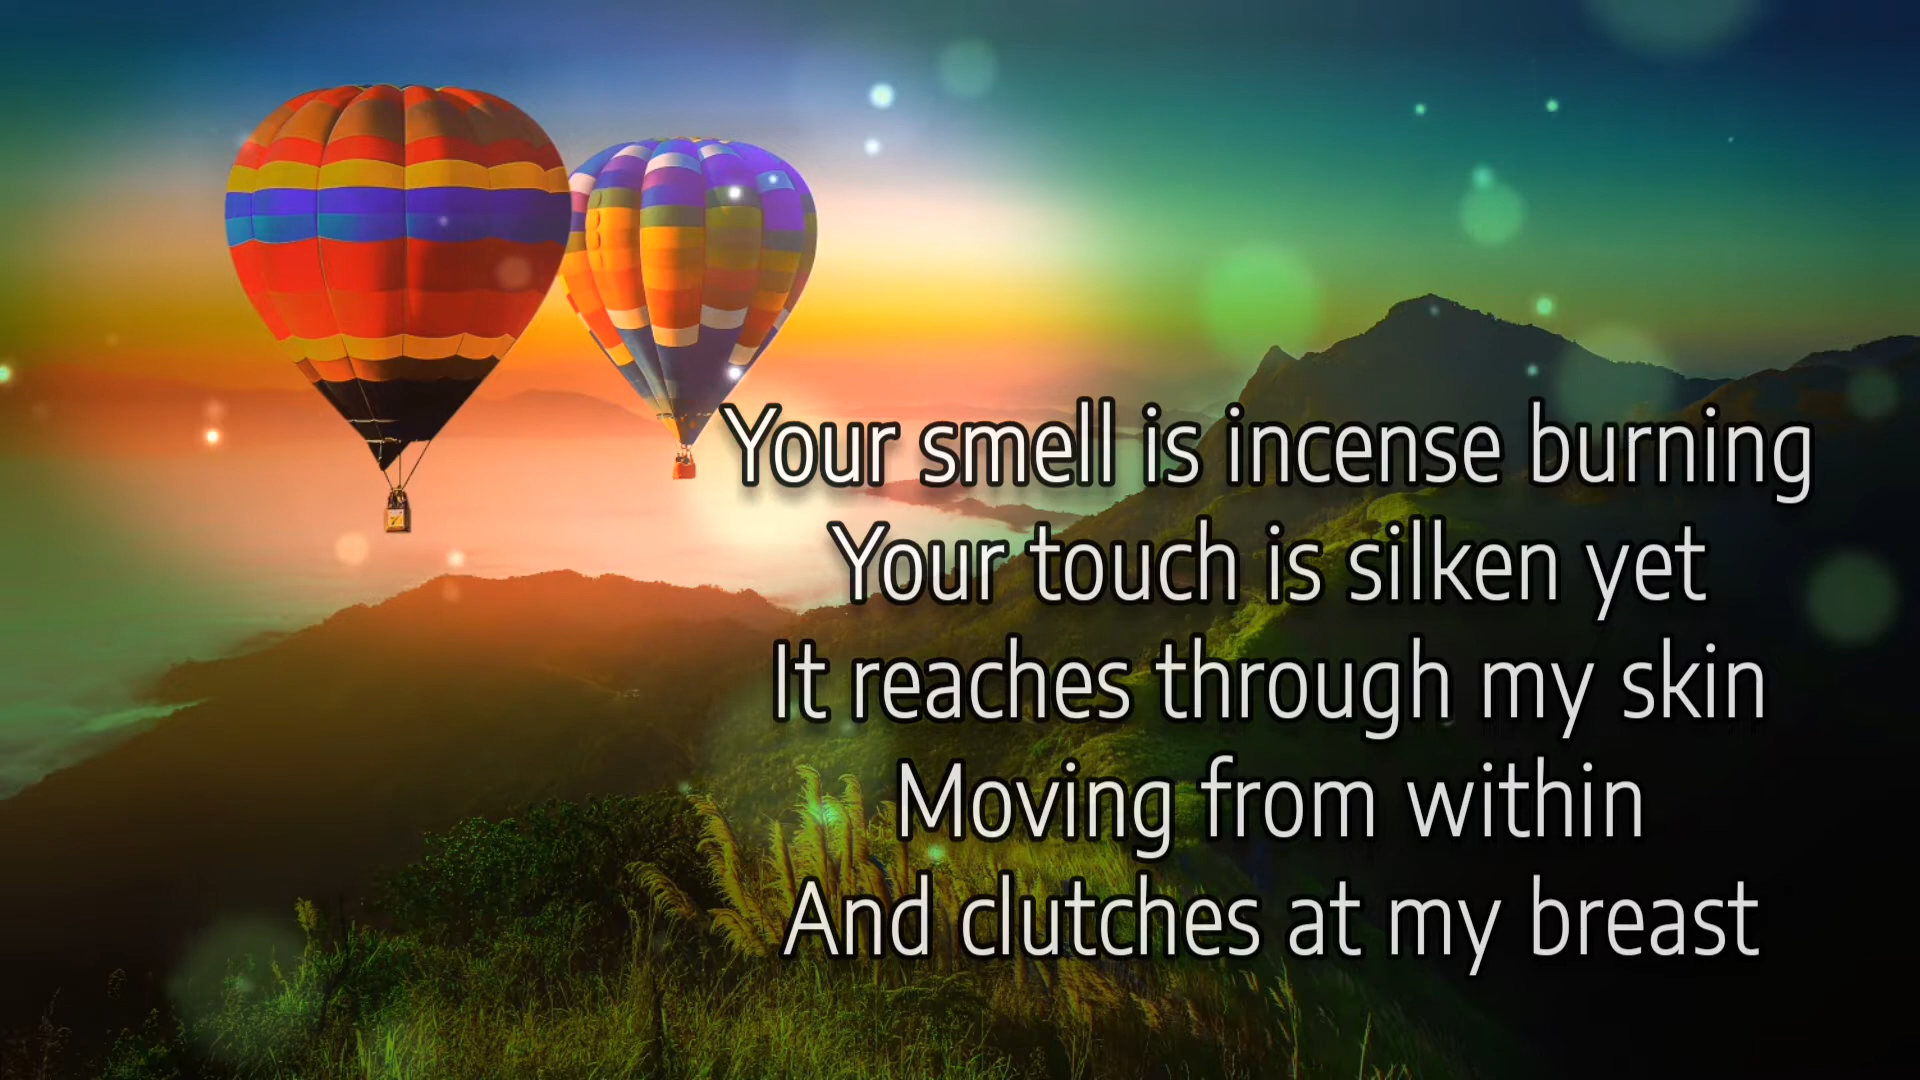 Your smell is incense burning
Your touch is silken yet
It reaches through my skin
Moving from within
And clutches at my breast